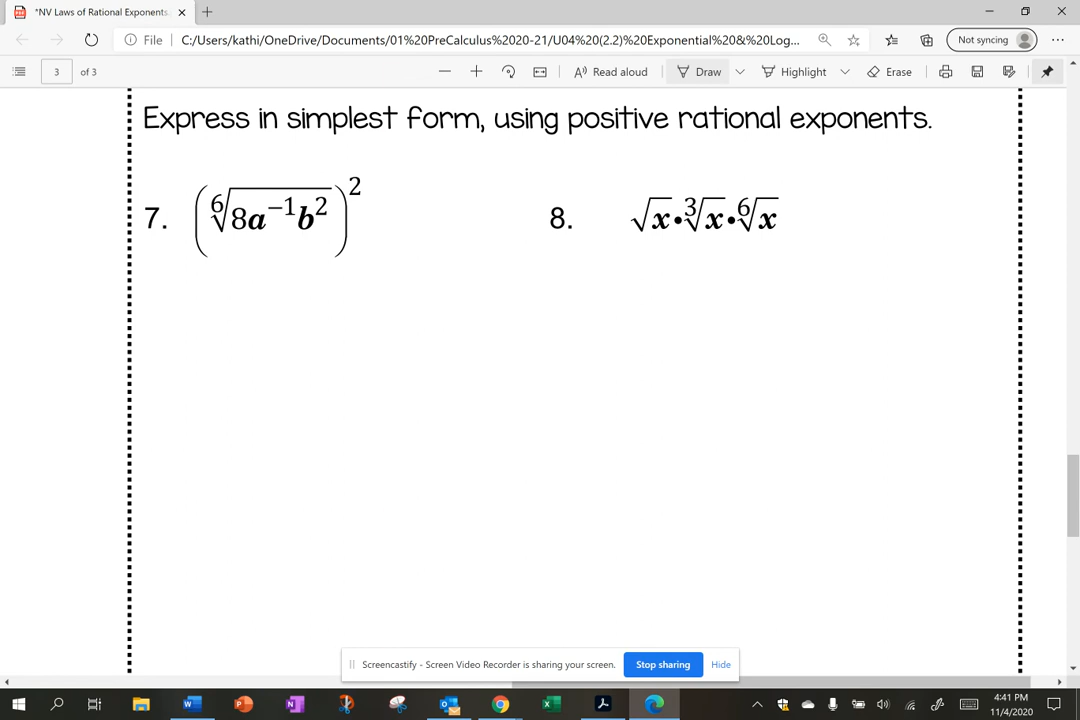 *NV Laws of Rational Exponents.
File C:/Users/kathi/OneDrive/Documents/01%20PreCalculus%2020-21/U04%20(2.2)%20Exponential%20&%20Log... Not syncing
3 of 3 Read aloud Draw Highlight Erase
Express in simplest form, using positive rational exponents.
7. (⁶√8a⁻¹b²)² 8. √x•³√x•⁶√x
Screencastify - Screen Video Recorder is sharing your screen. Stop sharing Hide
4:41 PM
11/4/2020